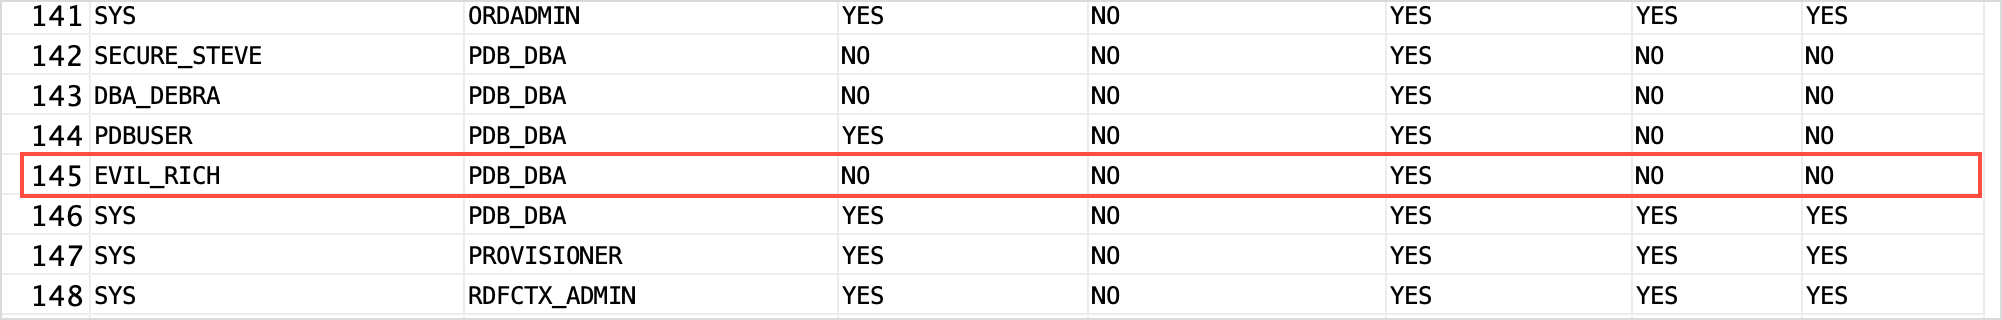 141 SYS ORDADMIN YES NO YES YES YES
142 SECURE_STEVE PDB_DBA NO NO YES NO NO
143 DBA_DEBRA PDB_DBA NO NO YES NO NO
144 PDBUSER PDB_DBA YES NO YES NO NO
145 EVIL_RICH PDB_DBA NO NO YES NO NO
146 SYS PDB_DBA YES NO YES YES YES
147 SYS PROVISIONER YES NO YES YES YES
148 SYS RDFCTX_ADMIN YES NO YES YES YES